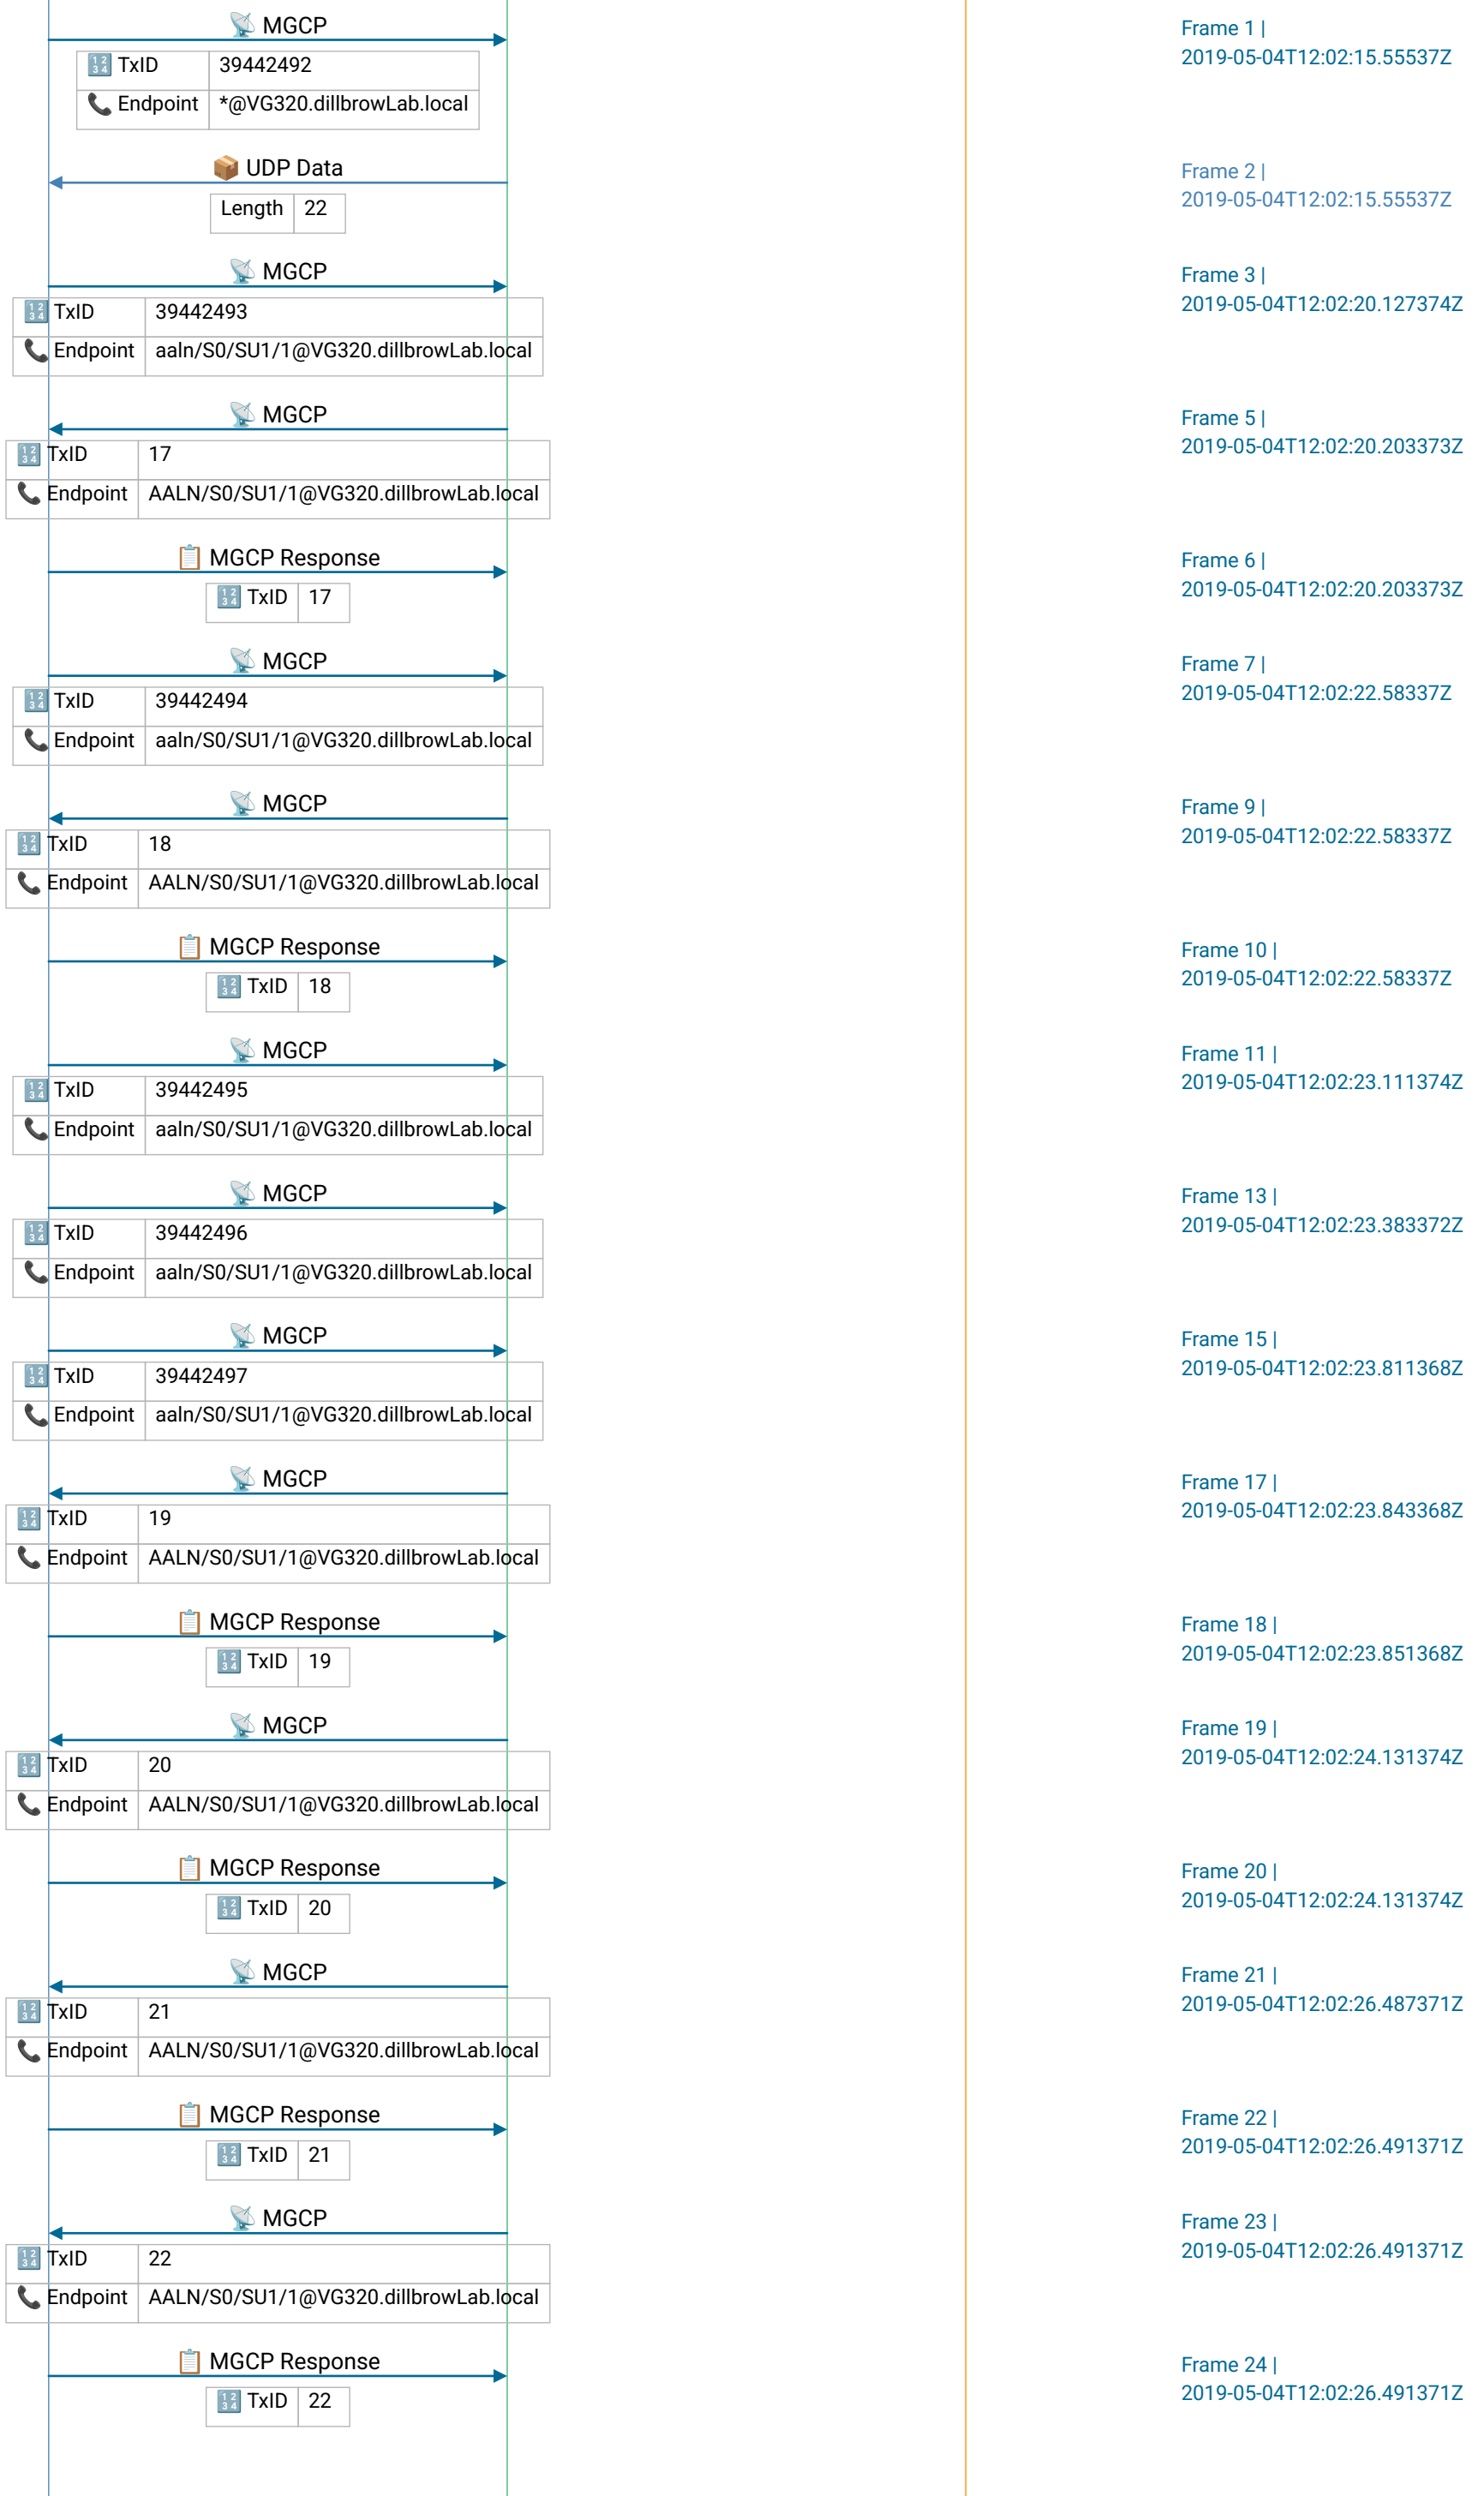 📡 MGCP
Frame 1 |
2019-05-04T12:02:15.55537Z
🔢 TxID 39442492
📞 Endpoint *@VG320.dillbrowLab.local
📦 UDP Data
Frame 2 |
2019-05-04T12:02:15.55537Z
Length 22
📡 MGCP
Frame 3 |
2019-05-04T12:02:20.127374Z
🔢 TxID 39442493
📞 Endpoint aaln/S0/SU1/1@VG320.dillbrowLab.local
📡 MGCP
Frame 5 |
2019-05-04T12:02:20.203373Z
🔢 TxID 17
📞 Endpoint AALN/S0/SU1/1@VG320.dillbrowLab.local
📋 MGCP Response
Frame 6 |
2019-05-04T12:02:20.203373Z
🔢 TxID 17
📡 MGCP
Frame 7 |
2019-05-04T12:02:22.58337Z
🔢 TxID 39442494
📞 Endpoint aaln/S0/SU1/1@VG320.dillbrowLab.local
📡 MGCP
Frame 9 |
2019-05-04T12:02:22.58337Z
🔢 TxID 18
📞 Endpoint AALN/S0/SU1/1@VG320.dillbrowLab.local
📋 MGCP Response
Frame 10 |
2019-05-04T12:02:22.58337Z
🔢 TxID 18
📡 MGCP
Frame 11 |
2019-05-04T12:02:23.111374Z
🔢 TxID 39442495
📞 Endpoint aaln/S0/SU1/1@VG320.dillbrowLab.local
📡 MGCP
Frame 13 |
2019-05-04T12:02:23.383372Z
🔢 TxID 39442496
📞 Endpoint aaln/S0/SU1/1@VG320.dillbrowLab.local
📡 MGCP
Frame 15 |
2019-05-04T12:02:23.811368Z
🔢 TxID 39442497
📞 Endpoint aaln/S0/SU1/1@VG320.dillbrowLab.local
📡 MGCP
Frame 17 |
2019-05-04T12:02:23.843368Z
🔢 TxID 19
📞 Endpoint AALN/S0/SU1/1@VG320.dillbrowLab.local
📋 MGCP Response
Frame 18 |
2019-05-04T12:02:23.851368Z
🔢 TxID 19
📡 MGCP
Frame 19 |
2019-05-04T12:02:24.131374Z
🔢 TxID 20
📞 Endpoint AALN/S0/SU1/1@VG320.dillbrowLab.local
📋 MGCP Response
Frame 20 |
2019-05-04T12:02:24.131374Z
🔢 TxID 20
📡 MGCP
Frame 21 |
2019-05-04T12:02:26.487371Z
🔢 TxID 21
📞 Endpoint AALN/S0/SU1/1@VG320.dillbrowLab.local
📋 MGCP Response
Frame 22 |
2019-05-04T12:02:26.491371Z
🔢 TxID 21
📡 MGCP
Frame 23 |
2019-05-04T12:02:26.491371Z
🔢 TxID 22
📞 Endpoint AALN/S0/SU1/1@VG320.dillbrowLab.local
📋 MGCP Response
Frame 24 |
2019-05-04T12:02:26.491371Z
🔢 TxID 22